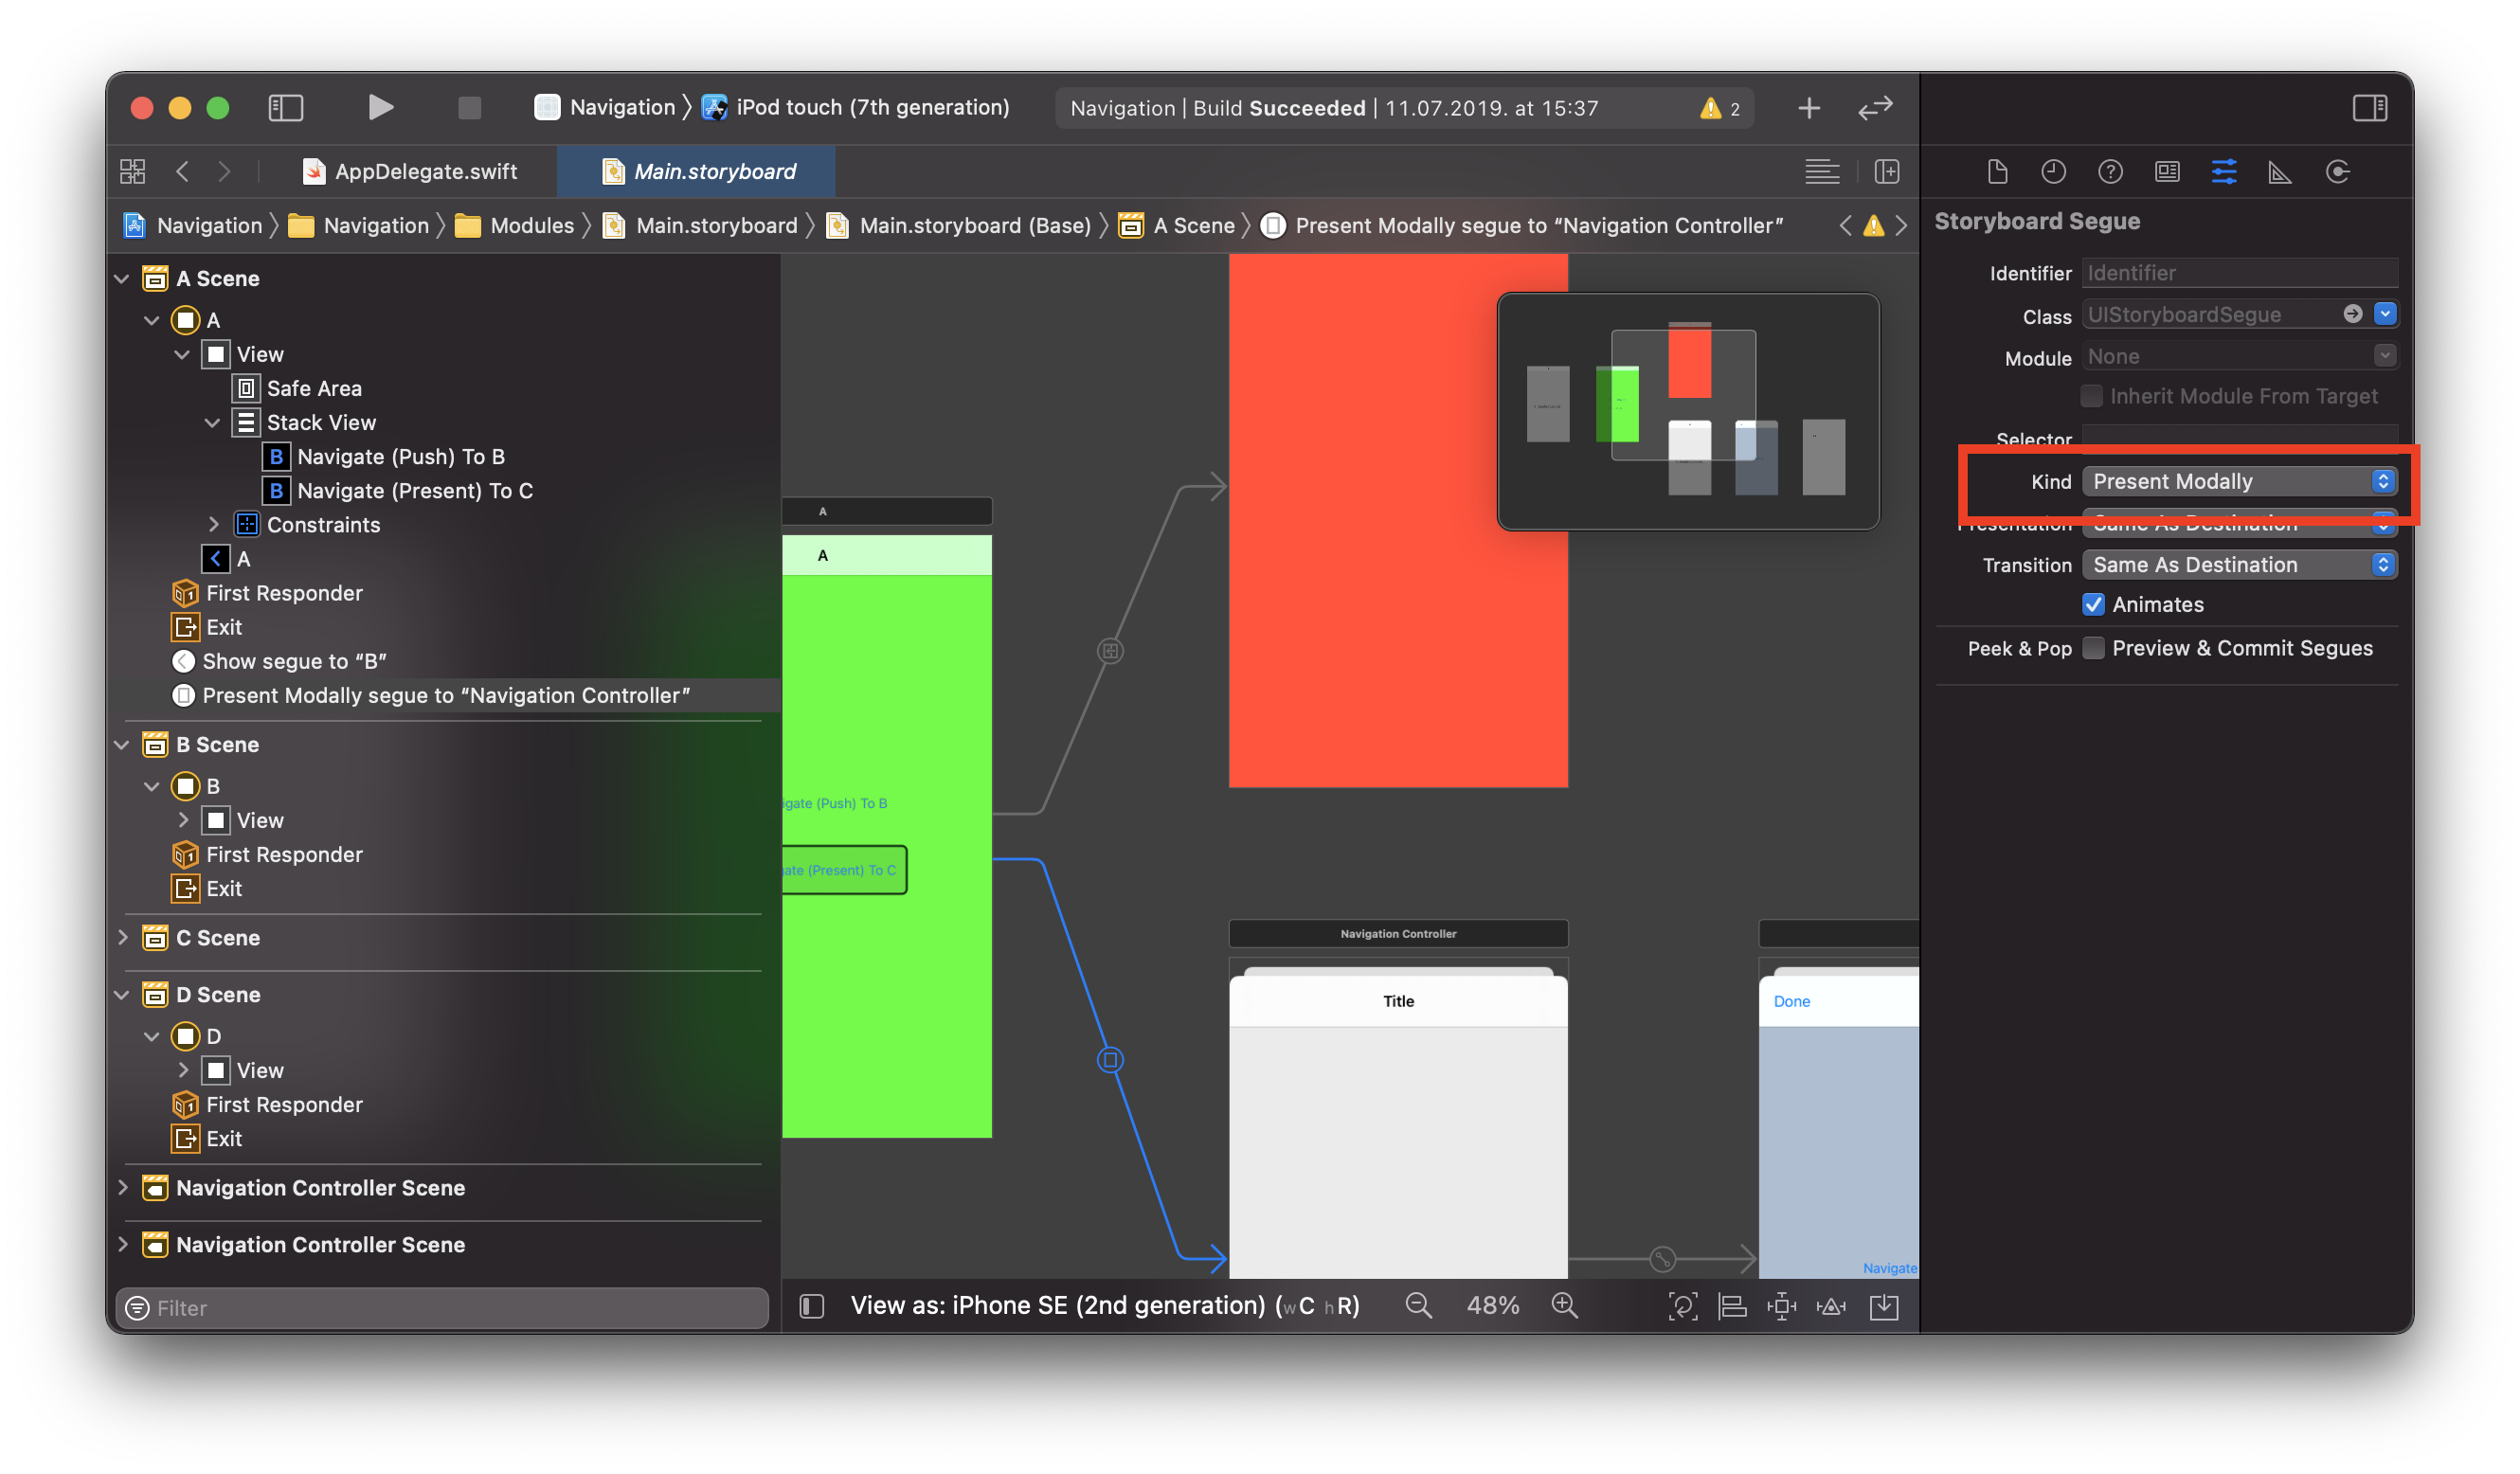 Navigation 〉 iPod touch (7th generation)
Navigation | Build Succeeded | 11.07.2019. at 15:37
2
AppDelegate.swift
Main.storyboard
Navigation 〉 Navigation 〉 Modules 〉 Main.storyboard 〉 Main.storyboard (Base) 〉 A Scene 〉 Present Modally segue to “Navigation Controller”
A Scene
A
View
Safe Area
Stack View
B Navigate (Push) To B
B Navigate (Present) To C
Constraints
A
First Responder
Exit
Show segue to “B”
Present Modally segue to “Navigation Controller”
B Scene
B
View
First Responder
Exit
C Scene
D Scene
D
View
First Responder
Exit
Navigation Controller Scene
Navigation Controller Scene
Filter
A
A
igate (Push) To B
gate (Present) To C
Navigation Controller
Title
Done
Navigate
View as: iPhone SE (2nd generation) (wC hR)
48%
Storyboard Segue
Identifier Identifier
Class UIStoryboardSegue
Module None
Inherit Module From Target
Selector
Kind Present Modally
Presentation Same As Destination
Transition Same As Destination
Animates
Peek & Pop Preview & Commit Segues